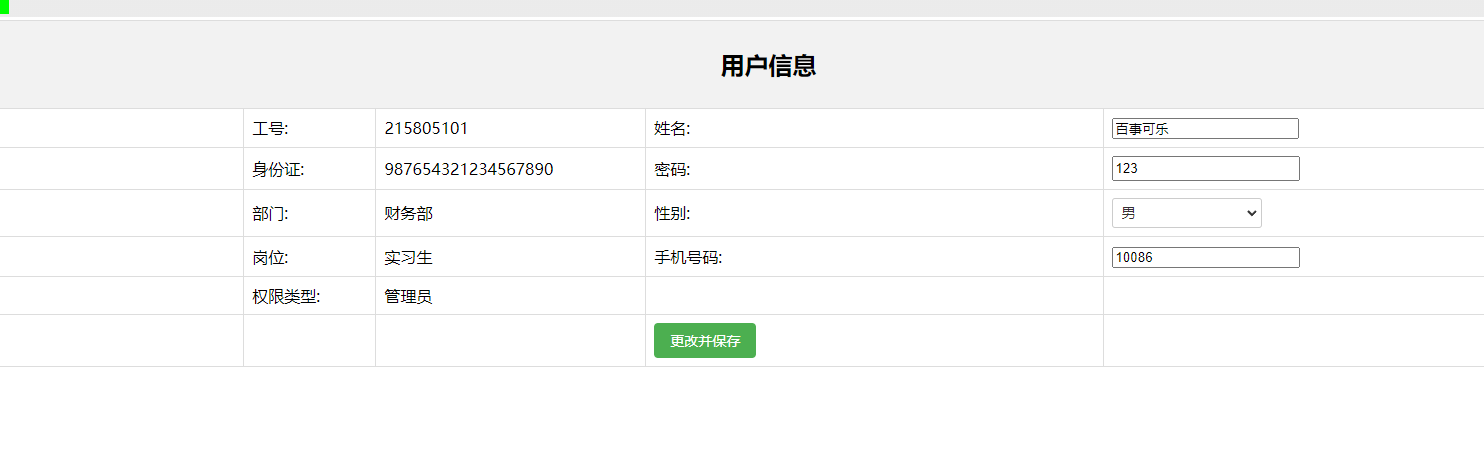 用户信息
工号: 215805101 姓名: 百事可乐
身份证: 987654321234567890 密码: 123
部门: 财务部 性别: 男
岗位: 实习生 手机号码: 10086
权限类型: 管理员
更改并保存